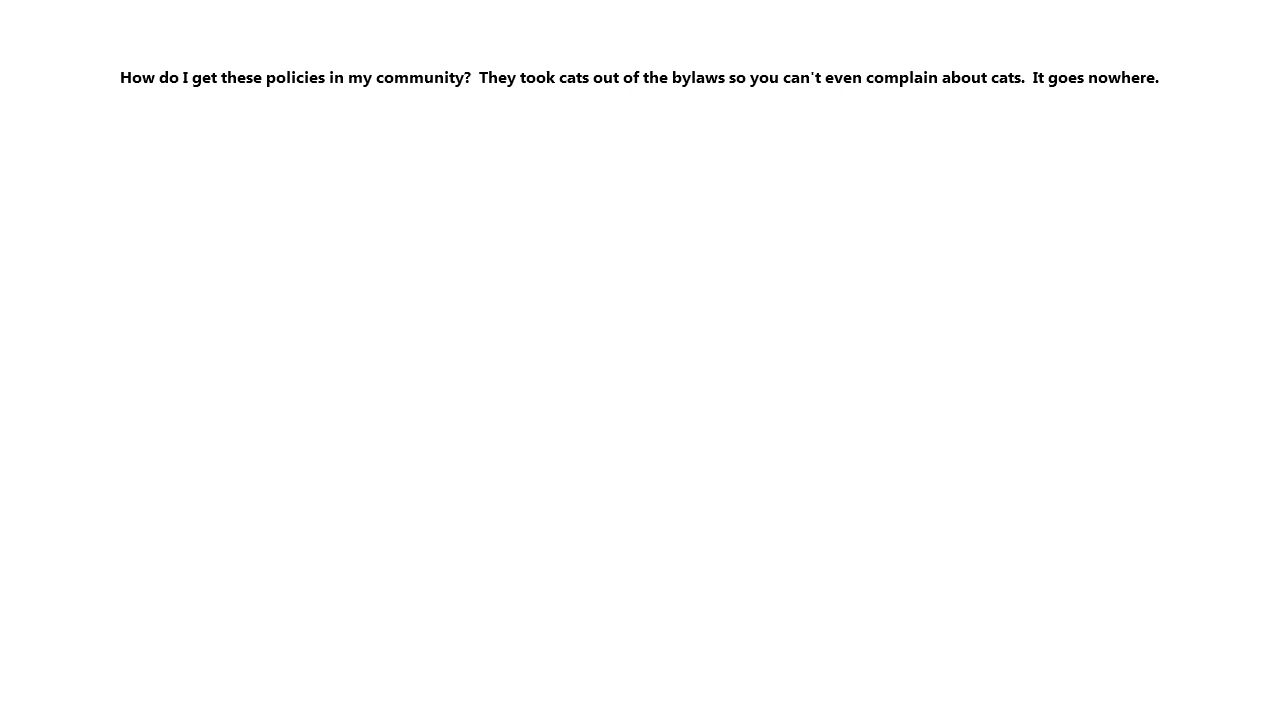 How do I get these policies in my community?  They took cats out of the bylaws so you can't even complain about cats.  It goes nowhere.